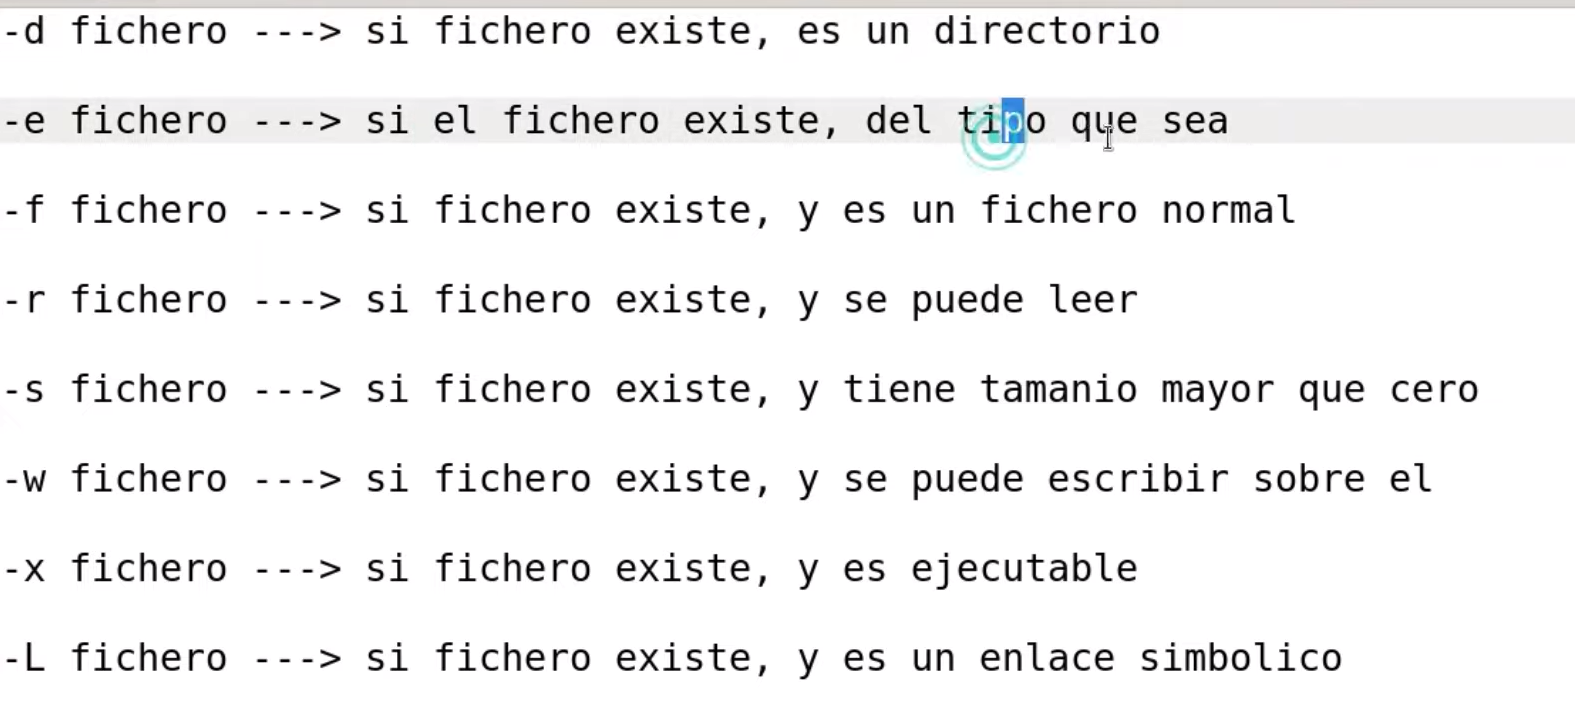 -d fichero ---> si fichero existe, es un directorio
-e fichero ---> si el fichero existe, del tipo que sea
-f fichero ---> si fichero existe, y es un fichero normal
-r fichero ---> si fichero existe, y se puede leer
-s fichero ---> si fichero existe, y tiene tamanio mayor que cero
-w fichero ---> si fichero existe, y se puede escribir sobre el
-x fichero ---> si fichero existe, y es ejecutable
-L fichero ---> si fichero existe, y es un enlace simbolico